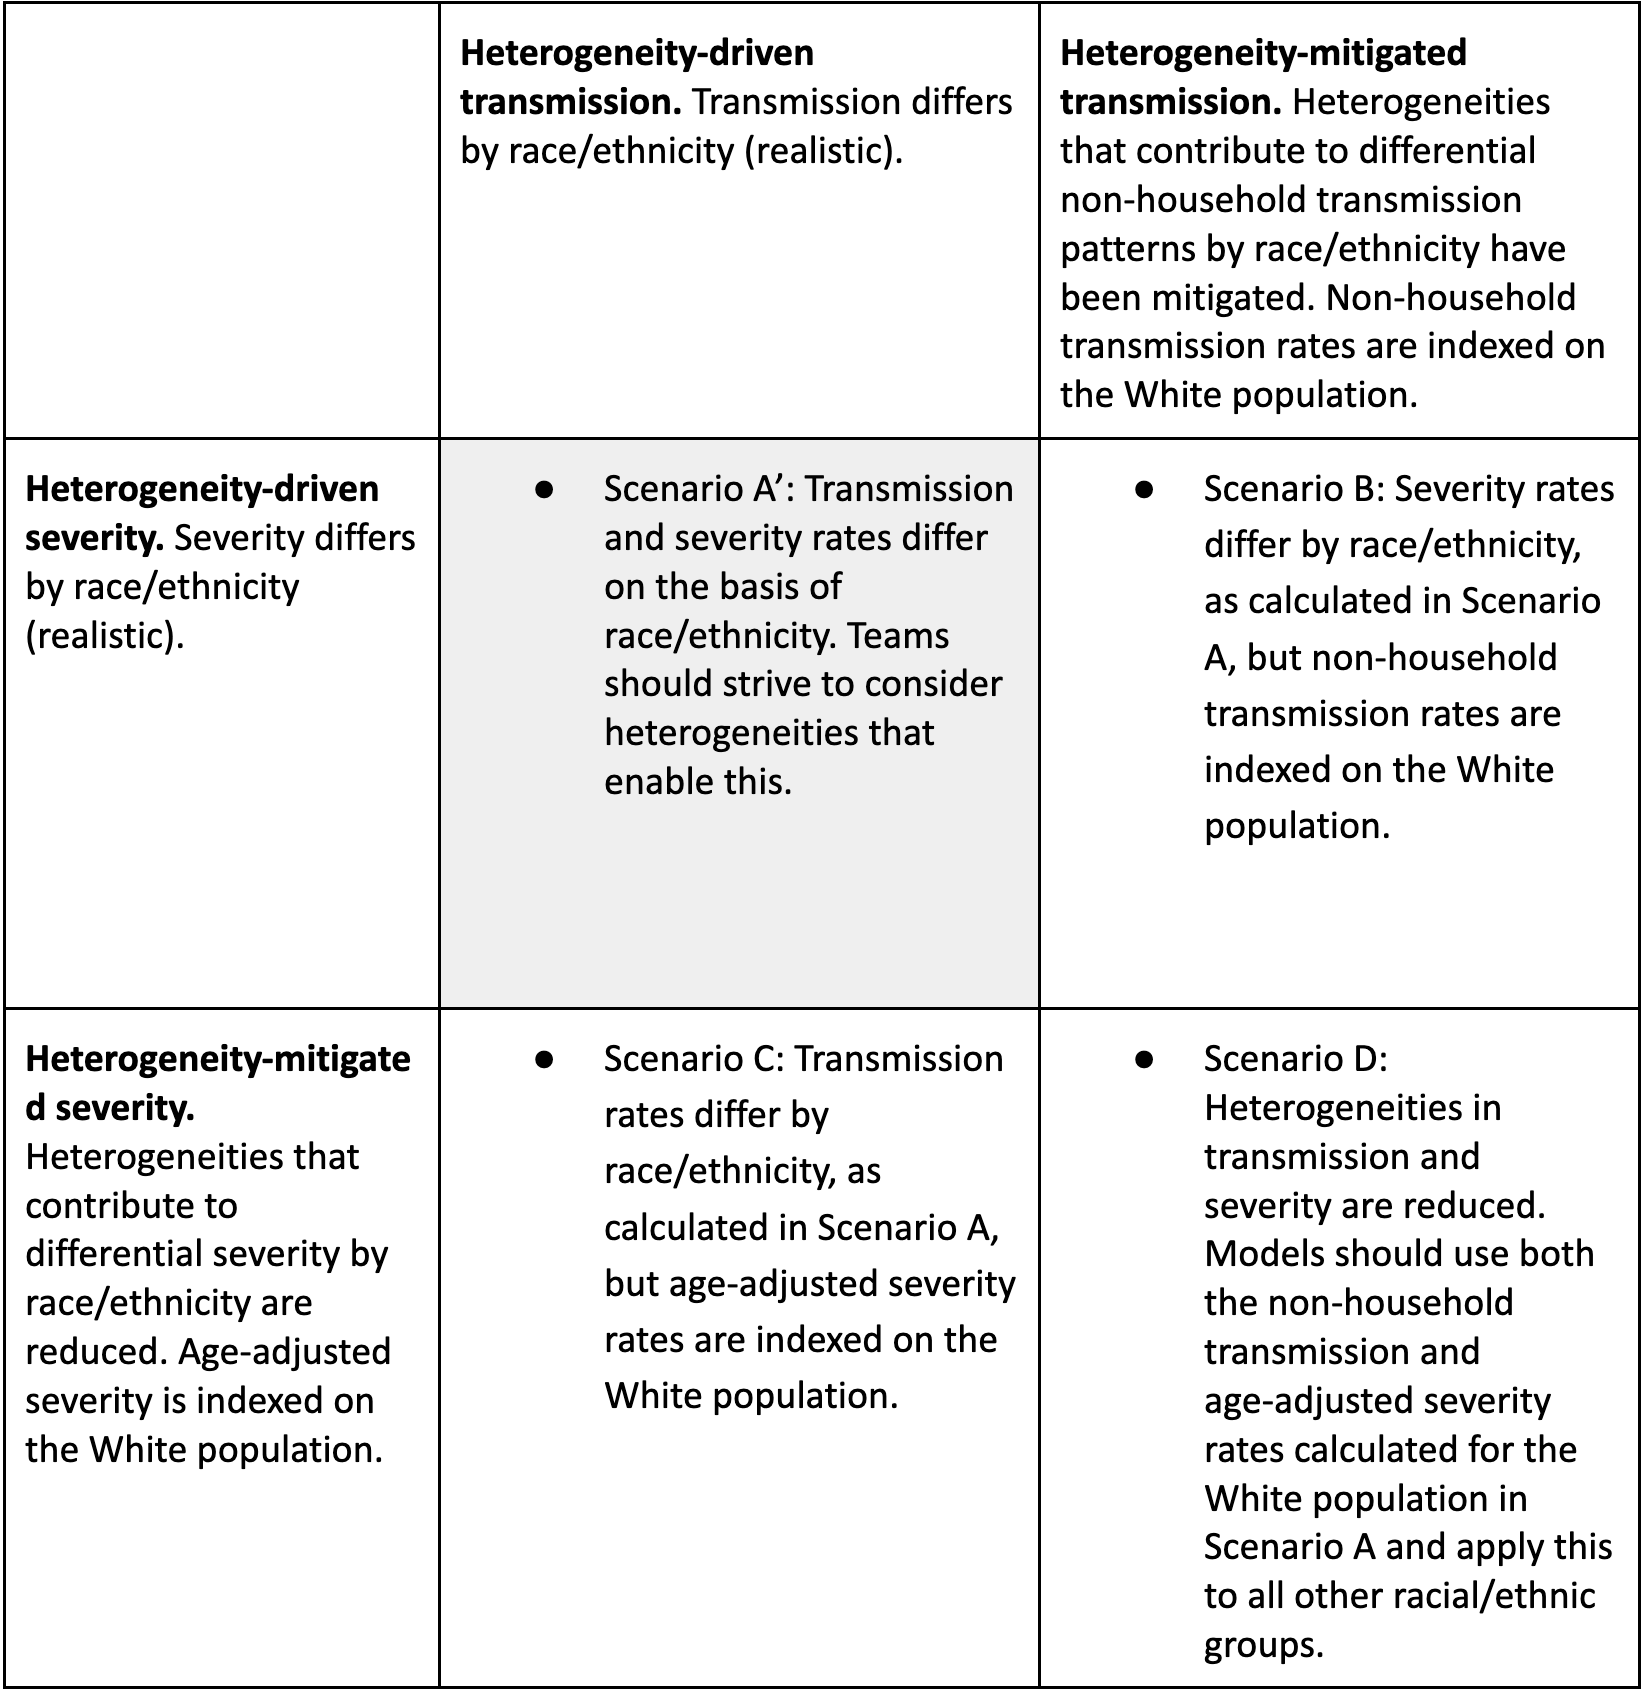 Heterogeneity-driven
transmission. Transmission differs
by race/ethnicity (realistic).
Heterogeneity-mitigated
transmission. Heterogeneities
that contribute to differential
non-household transmission
patterns by race/ethnicity have
been mitigated. Non-household
transmission rates are indexed on
the White population.
Heterogeneity-driven
severity. Severity differs
by race/ethnicity
(realistic).
● Scenario A’: Transmission
and severity rates differ
on the basis of
race/ethnicity. Teams
should strive to consider
heterogeneities that
enable this.
● Scenario B: Severity rates
differ by race/ethnicity,
as calculated in Scenario
A, but non-household
transmission rates are
indexed on the White
population.
Heterogeneity-mitigate
d severity.
Heterogeneities that
contribute to
differential severity by
race/ethnicity are
reduced. Age-adjusted
severity is indexed on
the White population.
● Scenario C: Transmission
rates differ by
race/ethnicity, as
calculated in Scenario A,
but age-adjusted severity
rates are indexed on the
White population.
● Scenario D:
Heterogeneities in
transmission and
severity are reduced.
Models should use both
the non-household
transmission and
age-adjusted severity
rates calculated for the
White population in
Scenario A and apply this
to all other racial/ethnic
groups.